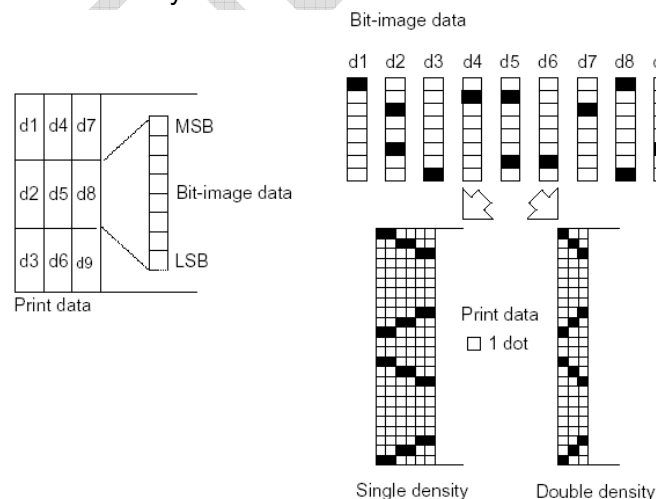 Bit-image data
d1 d2 d3 d4 d5 d6 d7 d8
d1 d4 d7
d2 d5 d8
d3 d6 d9
MSB
Bit-image data
LSB
Print data
Print data
1 dot
Single density
Double density